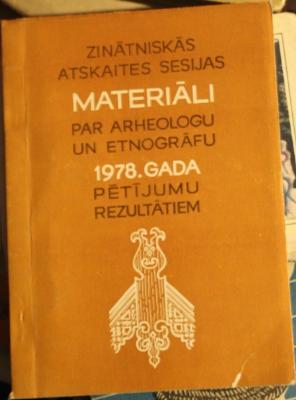 ZINĀTNISKĀS
ATSKAITES SESIJAS
MATERIĀLI
PAR ARHEOLOGU
UN ETNOGRĀFU
1978. GADA
PĒTĪJUMU
REZULTĀTIEM